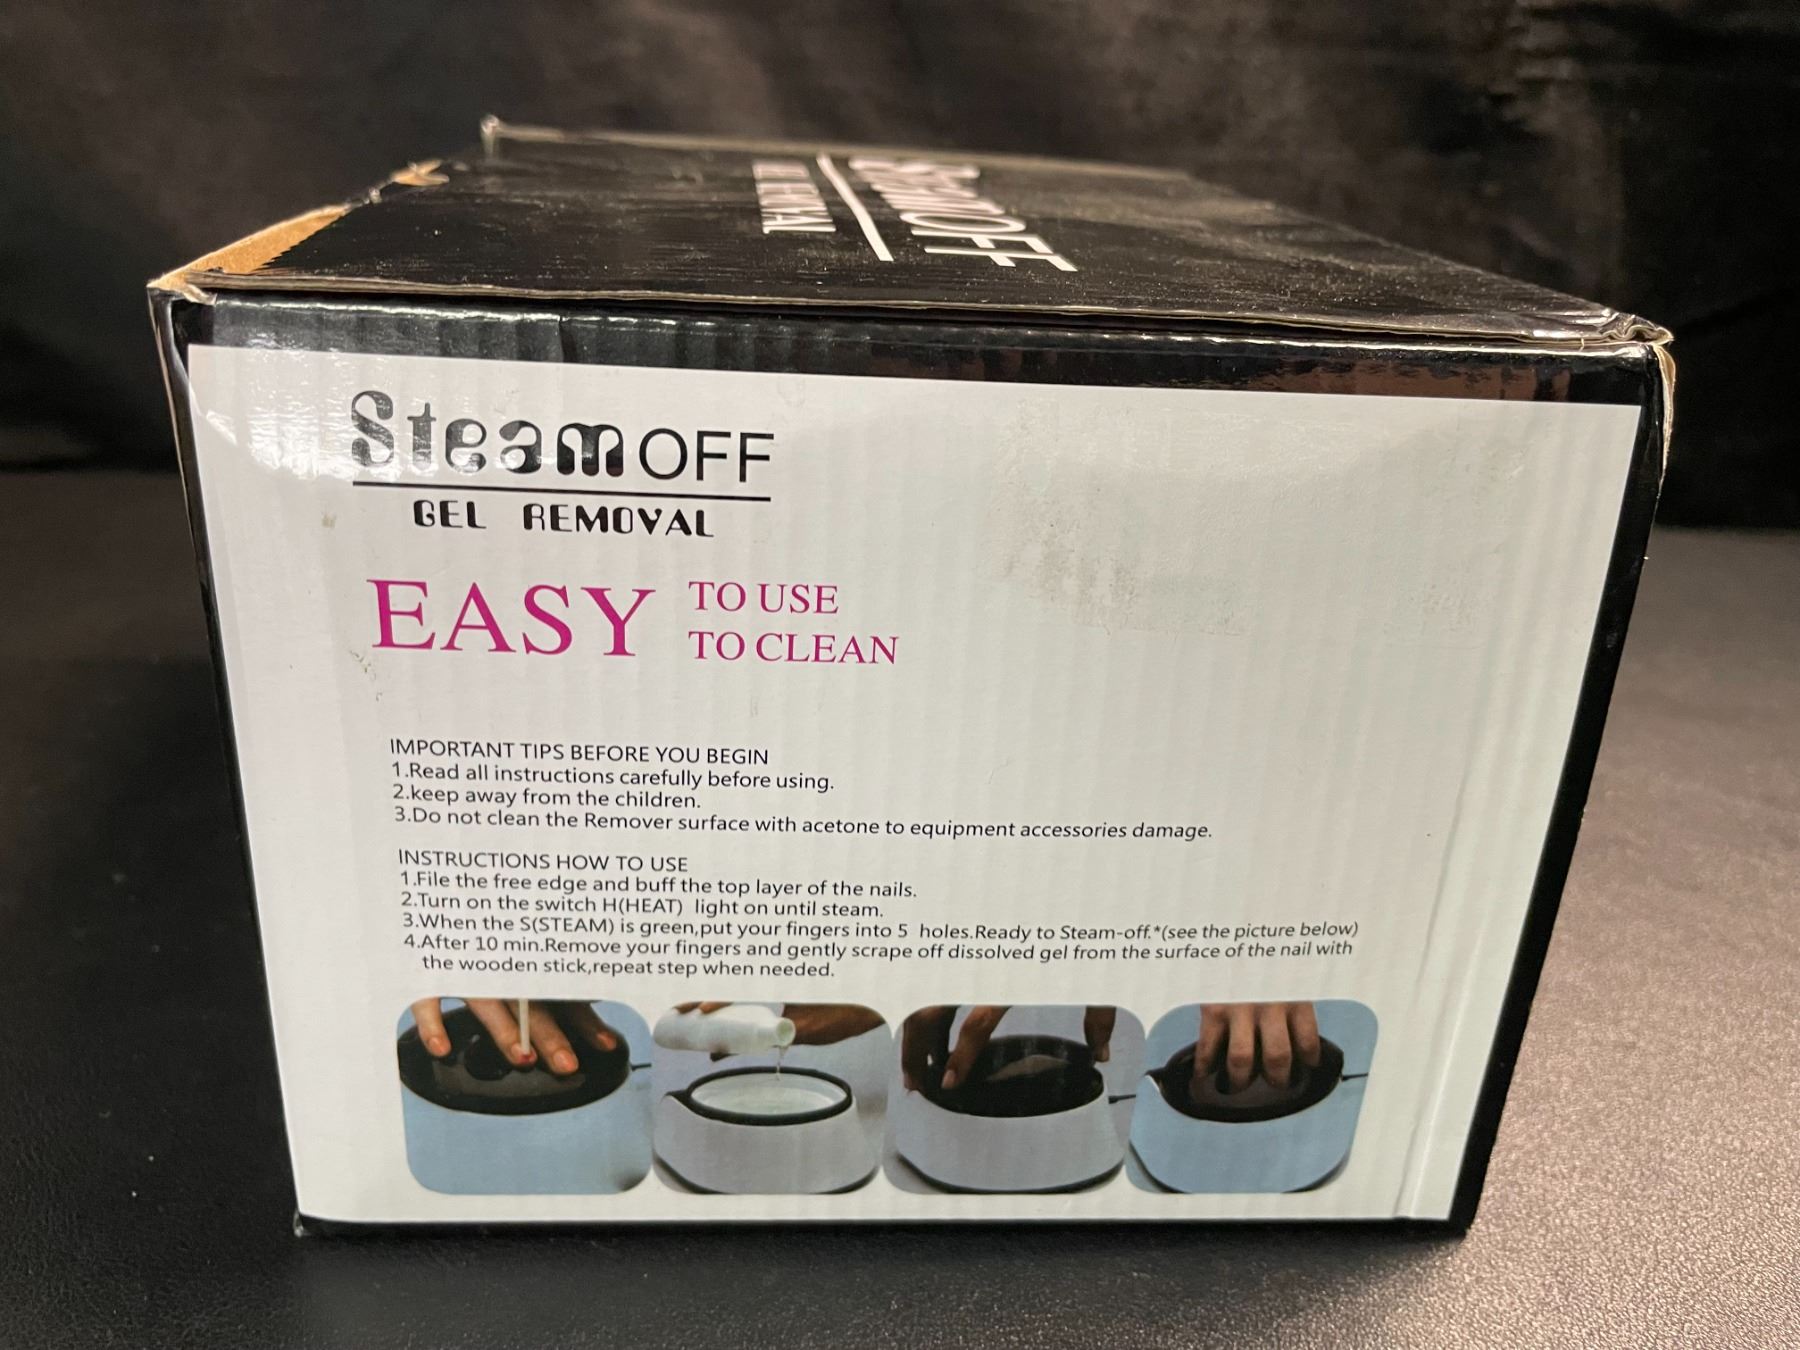 SteamOFF
GEL REMOVAL
SteamOFF
GEL REMOVAL
EASY TO USE
TO CLEAN
IMPORTANT TIPS BEFORE YOU BEGIN
1.Read all instructions carefully before using.
2.keep away from the children.
3.Do not clean the Remover surface with acetone to equipment accessories damage.
INSTRUCTIONS HOW TO USE
1.File the free edge and buff the top layer of the nails.
2.Turn on the switch H(HEAT) light on until steam.
3.When the S(STEAM) is green,put your fingers into 5 holes.Ready to Steam-off.*(see the picture below)
4.After 10 min.Remove your fingers and gently scrape off dissolved gel from the surface of the nail with
the wooden stick,repeat step when needed.